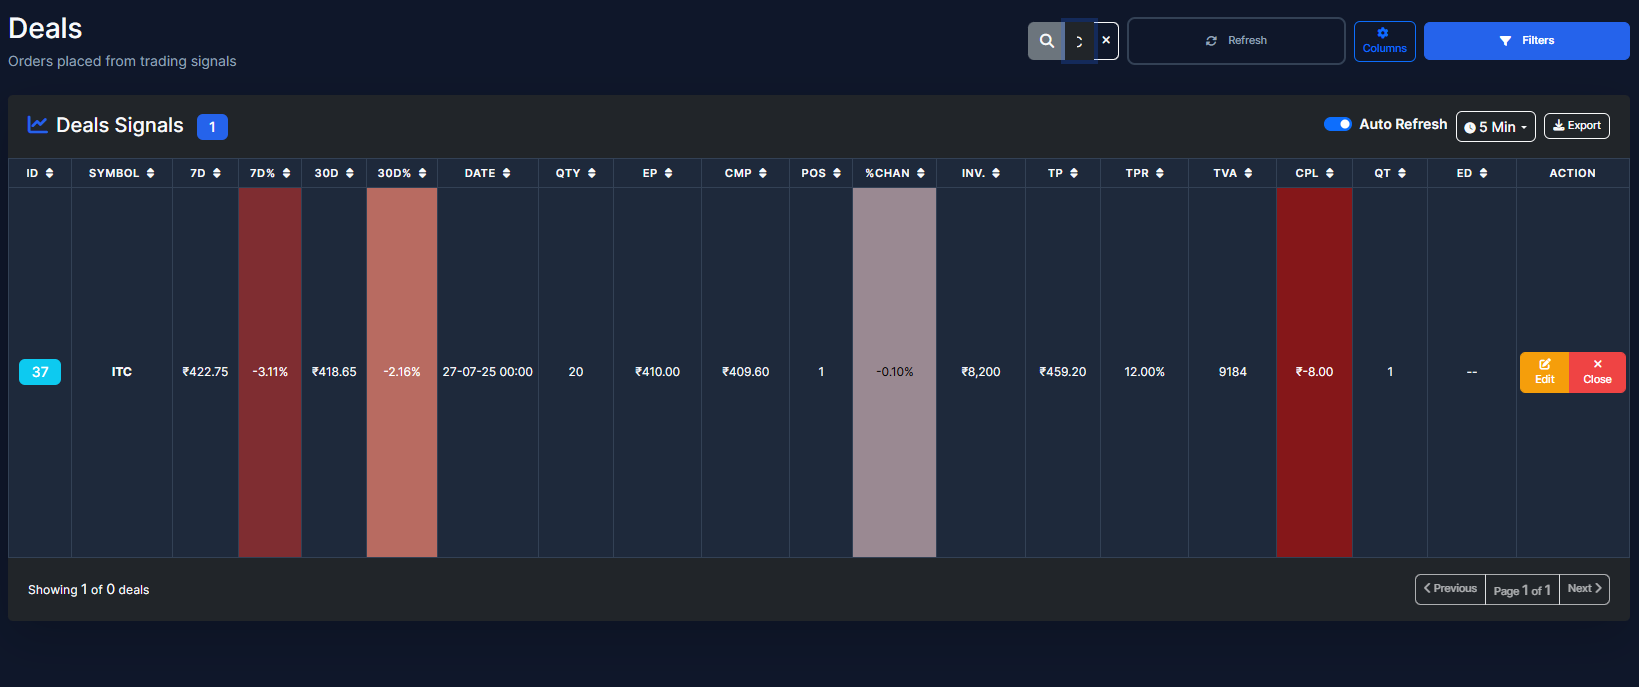 Deals
Orders placed from trading signals
Refresh
Columns
Filters
Deals Signals 1
Auto Refresh 5 Min Export
ID SYMBOL 7D 7D% 30D 30D% DATE QTY EP CMP POS %CHAN INV. TP TPR TVA CPL QT ED ACTION
37 ITC ₹422.75 -3.11% ₹418.65 -2.16% 27-07-25 00:00 20 ₹410.00 ₹409.60 1 -0.10% ₹8,200 ₹459.20 12.00% 9184 ₹-8.00 1 -- Edit Close
Showing 1 of 0 deals
Previous Page 1 of 1 Next